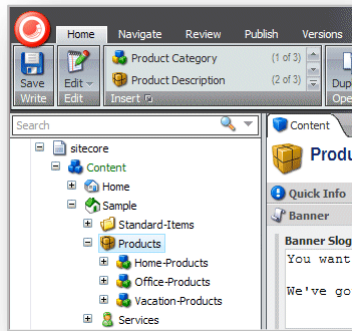 Home Navigate Review Publish Versions
Product Category (1 of 3)
Product Description (2 of 3)
Save Edit
Write Edit Insert
Search
Content
sitecore
Content
Home
Sample
Standard-Items
Products
Home-Products
Office-Products
Vacation-Products
Services
Quick Info
Banner
Banner Slog
You want
We've go